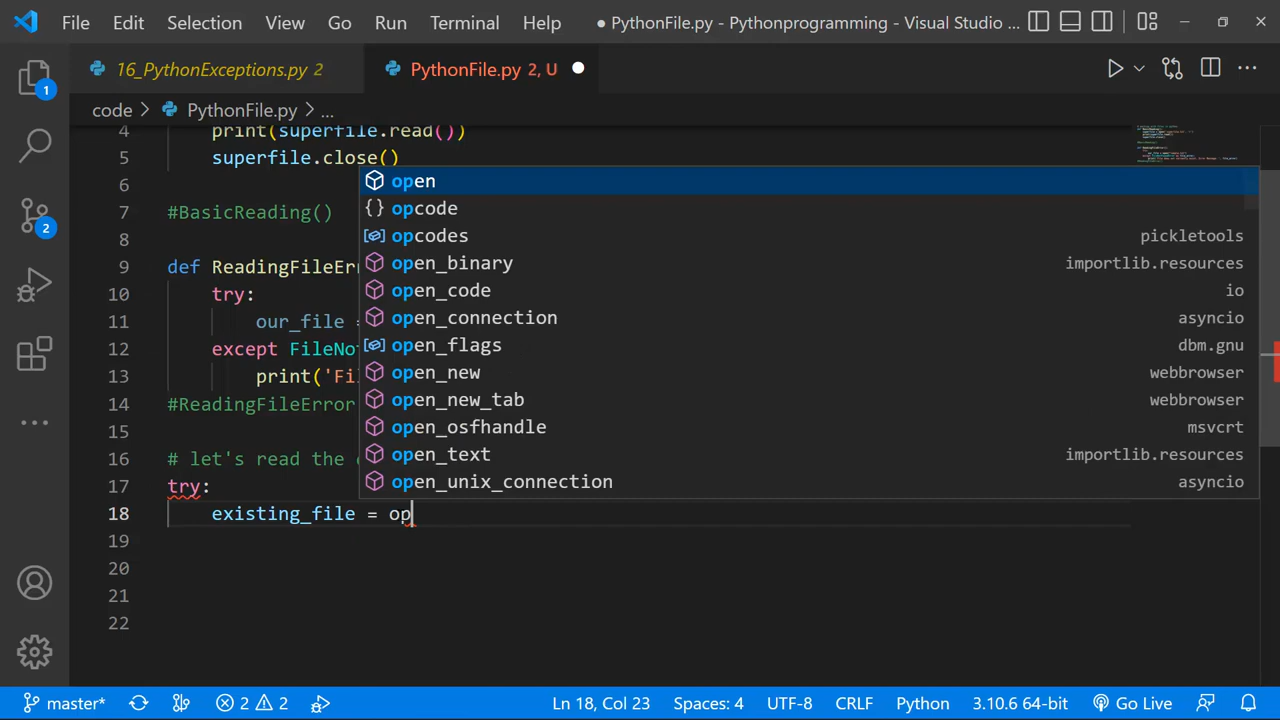 File Edit Selection View Go Run Terminal Help ● PythonFile.py - Pythonprogramming - Visual Studio ...
16_PythonExceptions.py 2 PythonFile.py 2, U
code > PythonFile.py > ...
1
2
4 print(superfile.read())
5 superfile.close()
6
7 #BasicReading()
8
9 def ReadingFileEr
10 try:
11 our_file =
12 except FileNo
13 print('Fi
14 #ReadingFileError
15
16 # let's read the
17 try:
18 existing_file = op
19
20
21
22
open
opcode
opcodes pickletools
open_binary importlib.resources
open_code io
open_connection asyncio
open_flags dbm.gnu
open_new webbrowser
open_new_tab webbrowser
open_osfhandle msvcrt
open_text importlib.resources
open_unix_connection asyncio
master* 2 2 Ln 18, Col 23 Spaces: 4 UTF-8 CRLF Python 3.10.6 64-bit Go Live